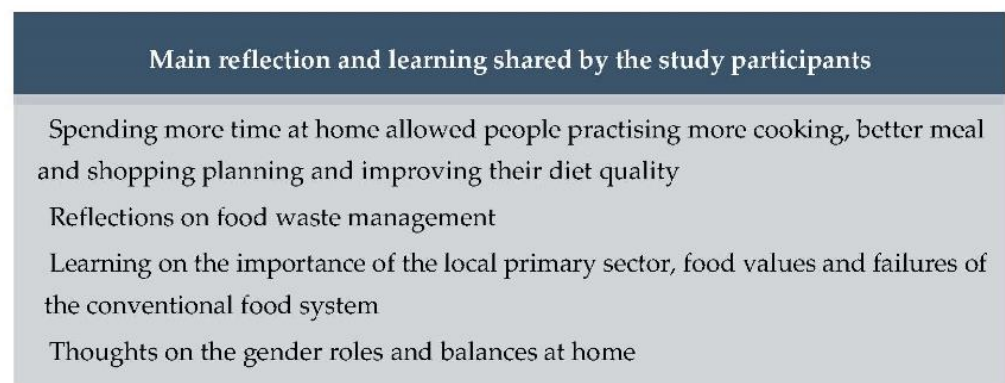 Main reflection and learning shared by the study participants
Spending more time at home allowed people practising more cooking, better meal
and shopping planning and improving their diet quality
Reflections on food waste management
Learning on the importance of the local primary sector, food values and failures of
the conventional food system
Thoughts on the gender roles and balances at home